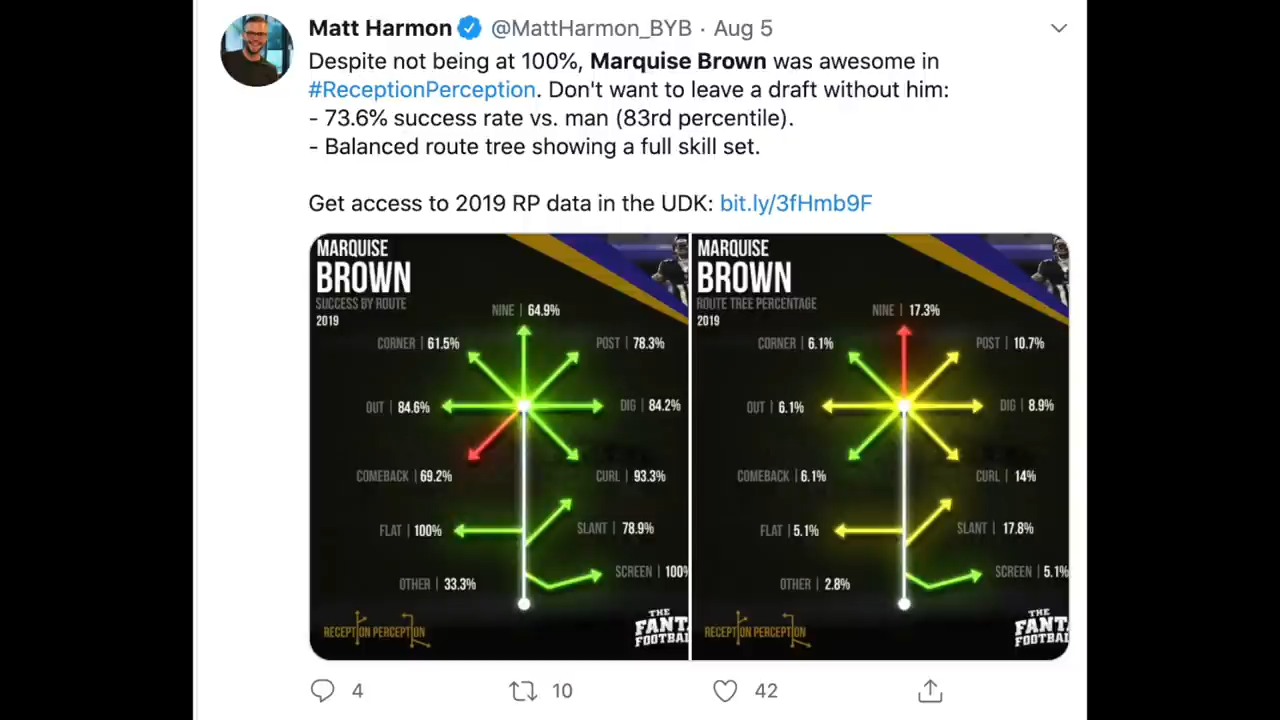 Matt Harmon @MattHarmon_BYB · Aug 5
Despite not being at 100%, Marquise Brown was awesome in
#ReceptionPerception. Don't want to leave a draft without him:
- 73.6% success rate vs. man (83rd percentile).
- Balanced route tree showing a full skill set.
Get access to 2019 RP data in the UDK: bit.ly/3fHmb9F
MARQUISE
BROWN
SUCCESS BY ROUTE
2019
NINE | 64.9%
CORNER | 61.5%
POST | 78.3%
OUT | 84.6%
DIG | 84.2%
COMEBACK | 69.2%
CURL | 93.3%
FLAT | 100%
SLANT | 78.9%
SCREEN | 100%
OTHER | 33.3%
RECEPTION PERCEPTION
THE
FANT
FOOTBAL
MARQUISE
BROWN
ROUTE TREE PERCENTAGE
2019
NINE | 17.3%
CORNER | 6.1%
POST | 10.7%
OUT | 6.1%
DIG | 8.9%
COMEBACK | 6.1%
CURL | 14%
FLAT | 5.1%
SLANT | 17.8%
SCREEN | 5.1%
OTHER | 2.8%
RECEPTION PERCEPTION
THE
FANT
FOOTBAL
4 10 42